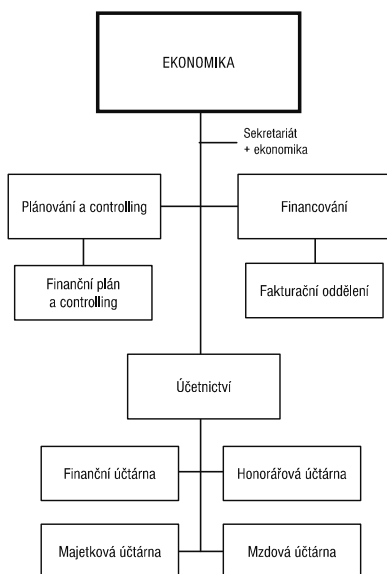 EKONOMIKA
Sekretariát
+ ekonomika
Plánování a controlling
Financování
Finanční plán
a controlling
Fakturační oddělení
Účetnictví
Finanční účtárna
Honorářová účtárna
Majetková účtárna
Mzdová účtárna